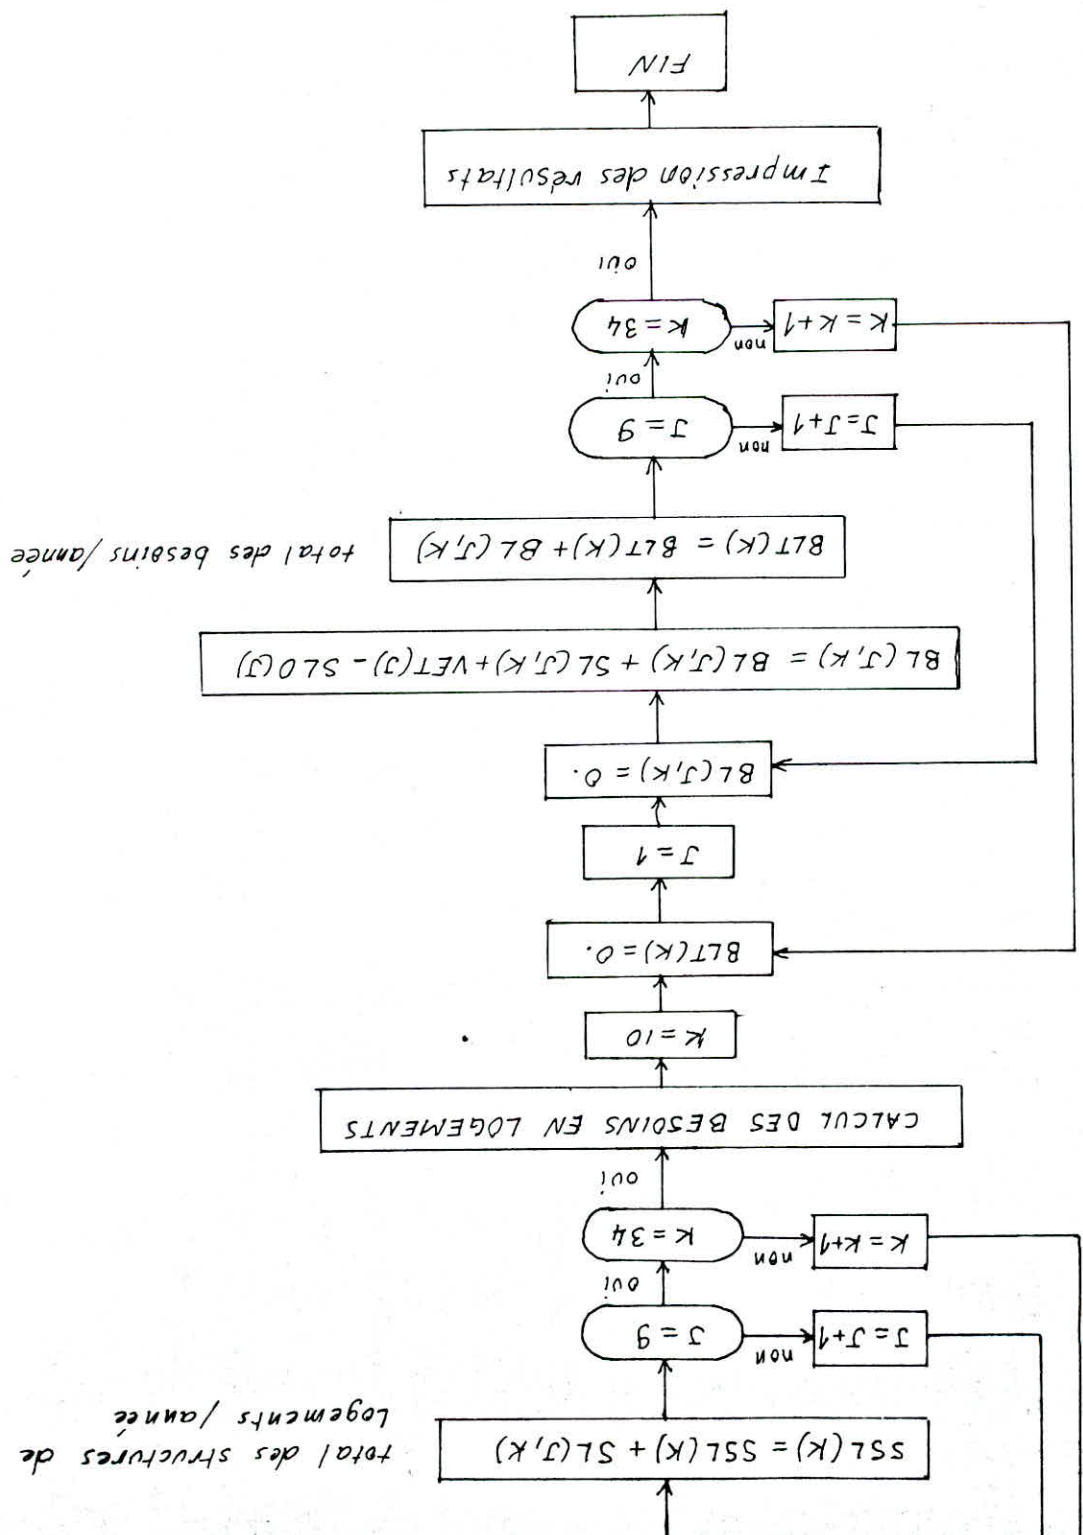 SSL(K) = SSL(K) + SL(J,K)
total des structures de
Logements/année
J = 9
non
J = J+1
oui
K = 34
non
K = K+1
oui
CALCUL DES BESOINS EN LOGEMENTS
K = 10
BLT(K) = 0.
J = 1
BL(J,K) = 0.
BL(J,K) = BL(J,K) + SL(J,K) + VET(J) - SLO(J)
BLT(K) = BLT(K) + BL(J,K)
total des besoins/année
J = 9
non
J = J+1
oui
K = 34
non
K = K+1
oui
Impression des résultats
FIN